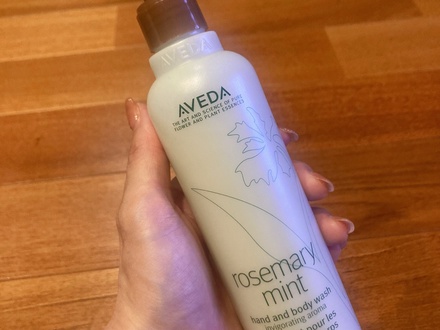 AVEDA
THE ART AND SCIENCE OF PURE
FLOWER AND PLANT ESSENCES
rosemary
mint
hand and body wash
invigorating aroma
pour les